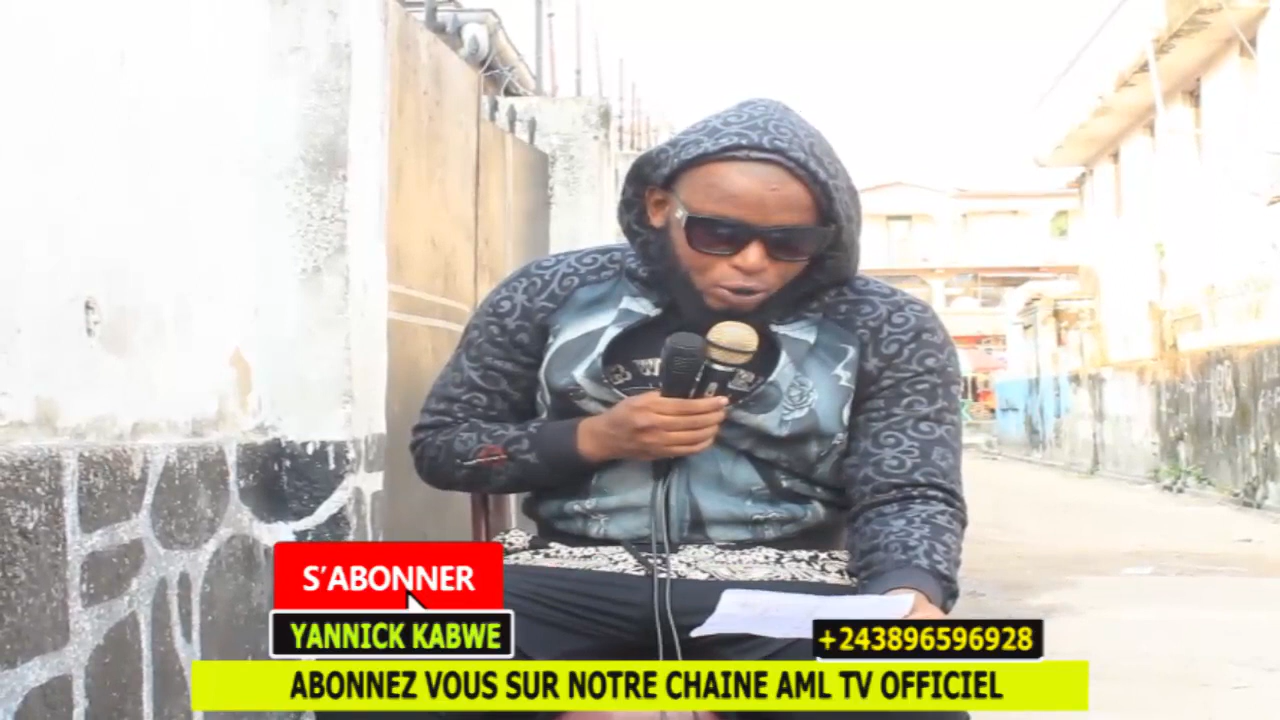 S'ABONNER
YANNICK KABWE
+243896596928
ABONNEZ VOUS SUR NOTRE CHAINE AML TV OFFICIEL